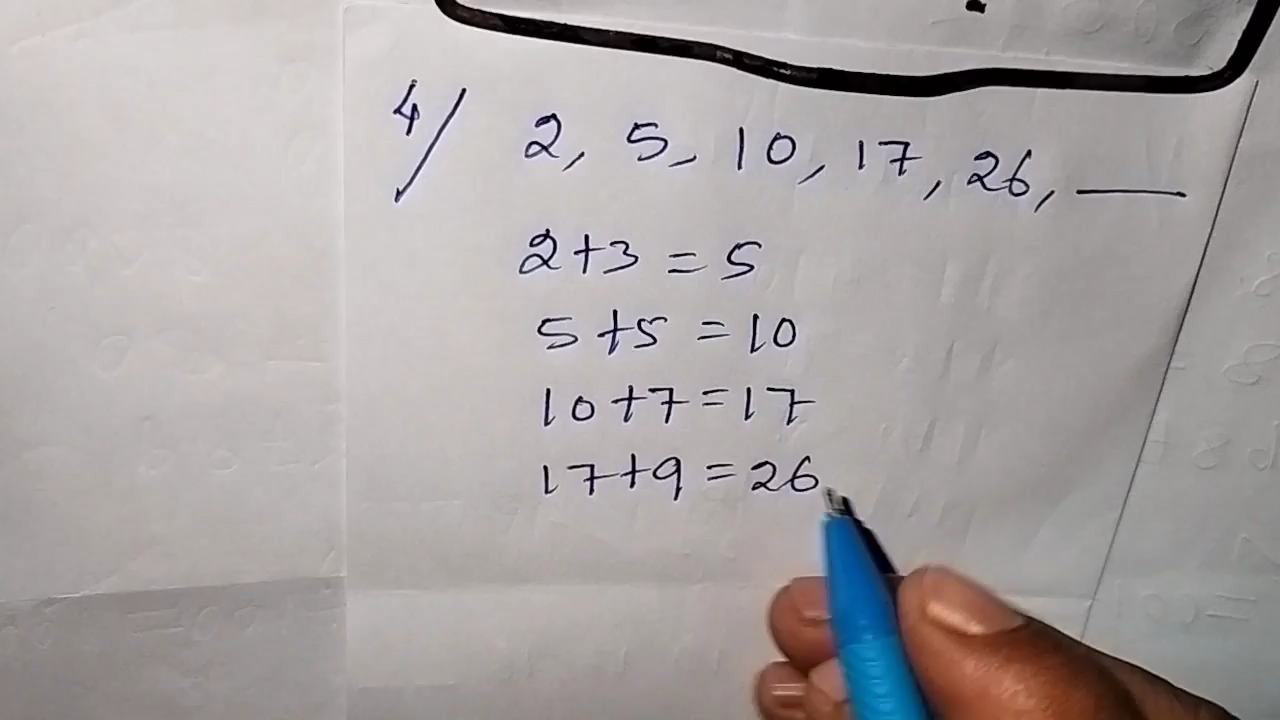 4/ 2, 5, 10, 17, 26, ___
2+3=5
5+5=10
10+7=17
17+9=26